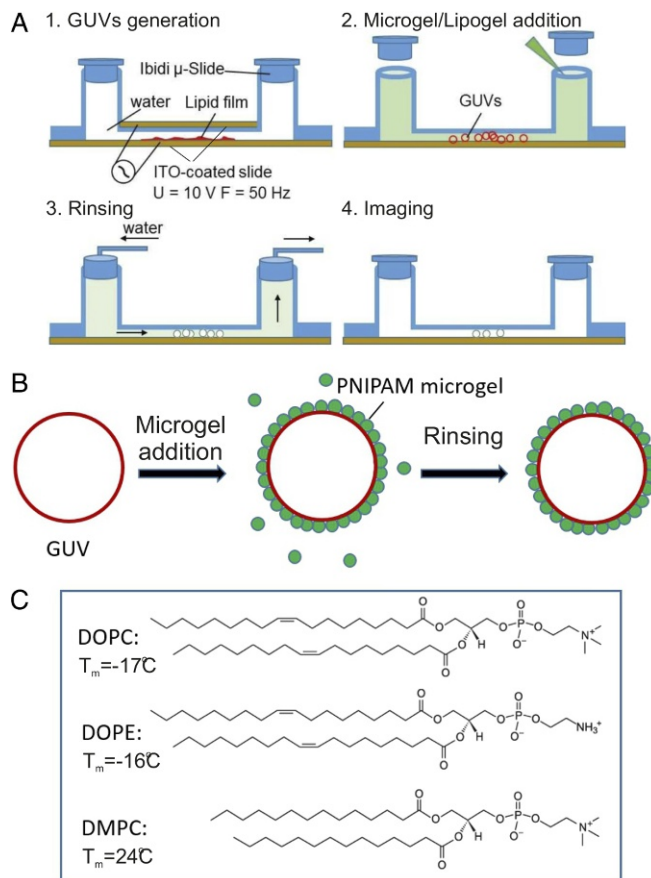 A
1. GUVs generation
2. Microgel/Lipogel addition
Ibidi μ-Slide
water
Lipid film
GUVs
ITO-coated slide
U = 10 V F = 50 Hz
3. Rinsing
4. Imaging
water
B
PNIPAM microgel
Microgel
addition
Rinsing
GUV
C
DOPC:
Tm=-17℃
O
O
O
P
O
O
O-
N+
H
O
O
DOPE:
Tm=-16℃
O
O
O
P
O
O
O-
NH3+
H
O
O
DMPC:
Tm=24℃
O
O
O
P
O
O
O-
N+
H
O
O